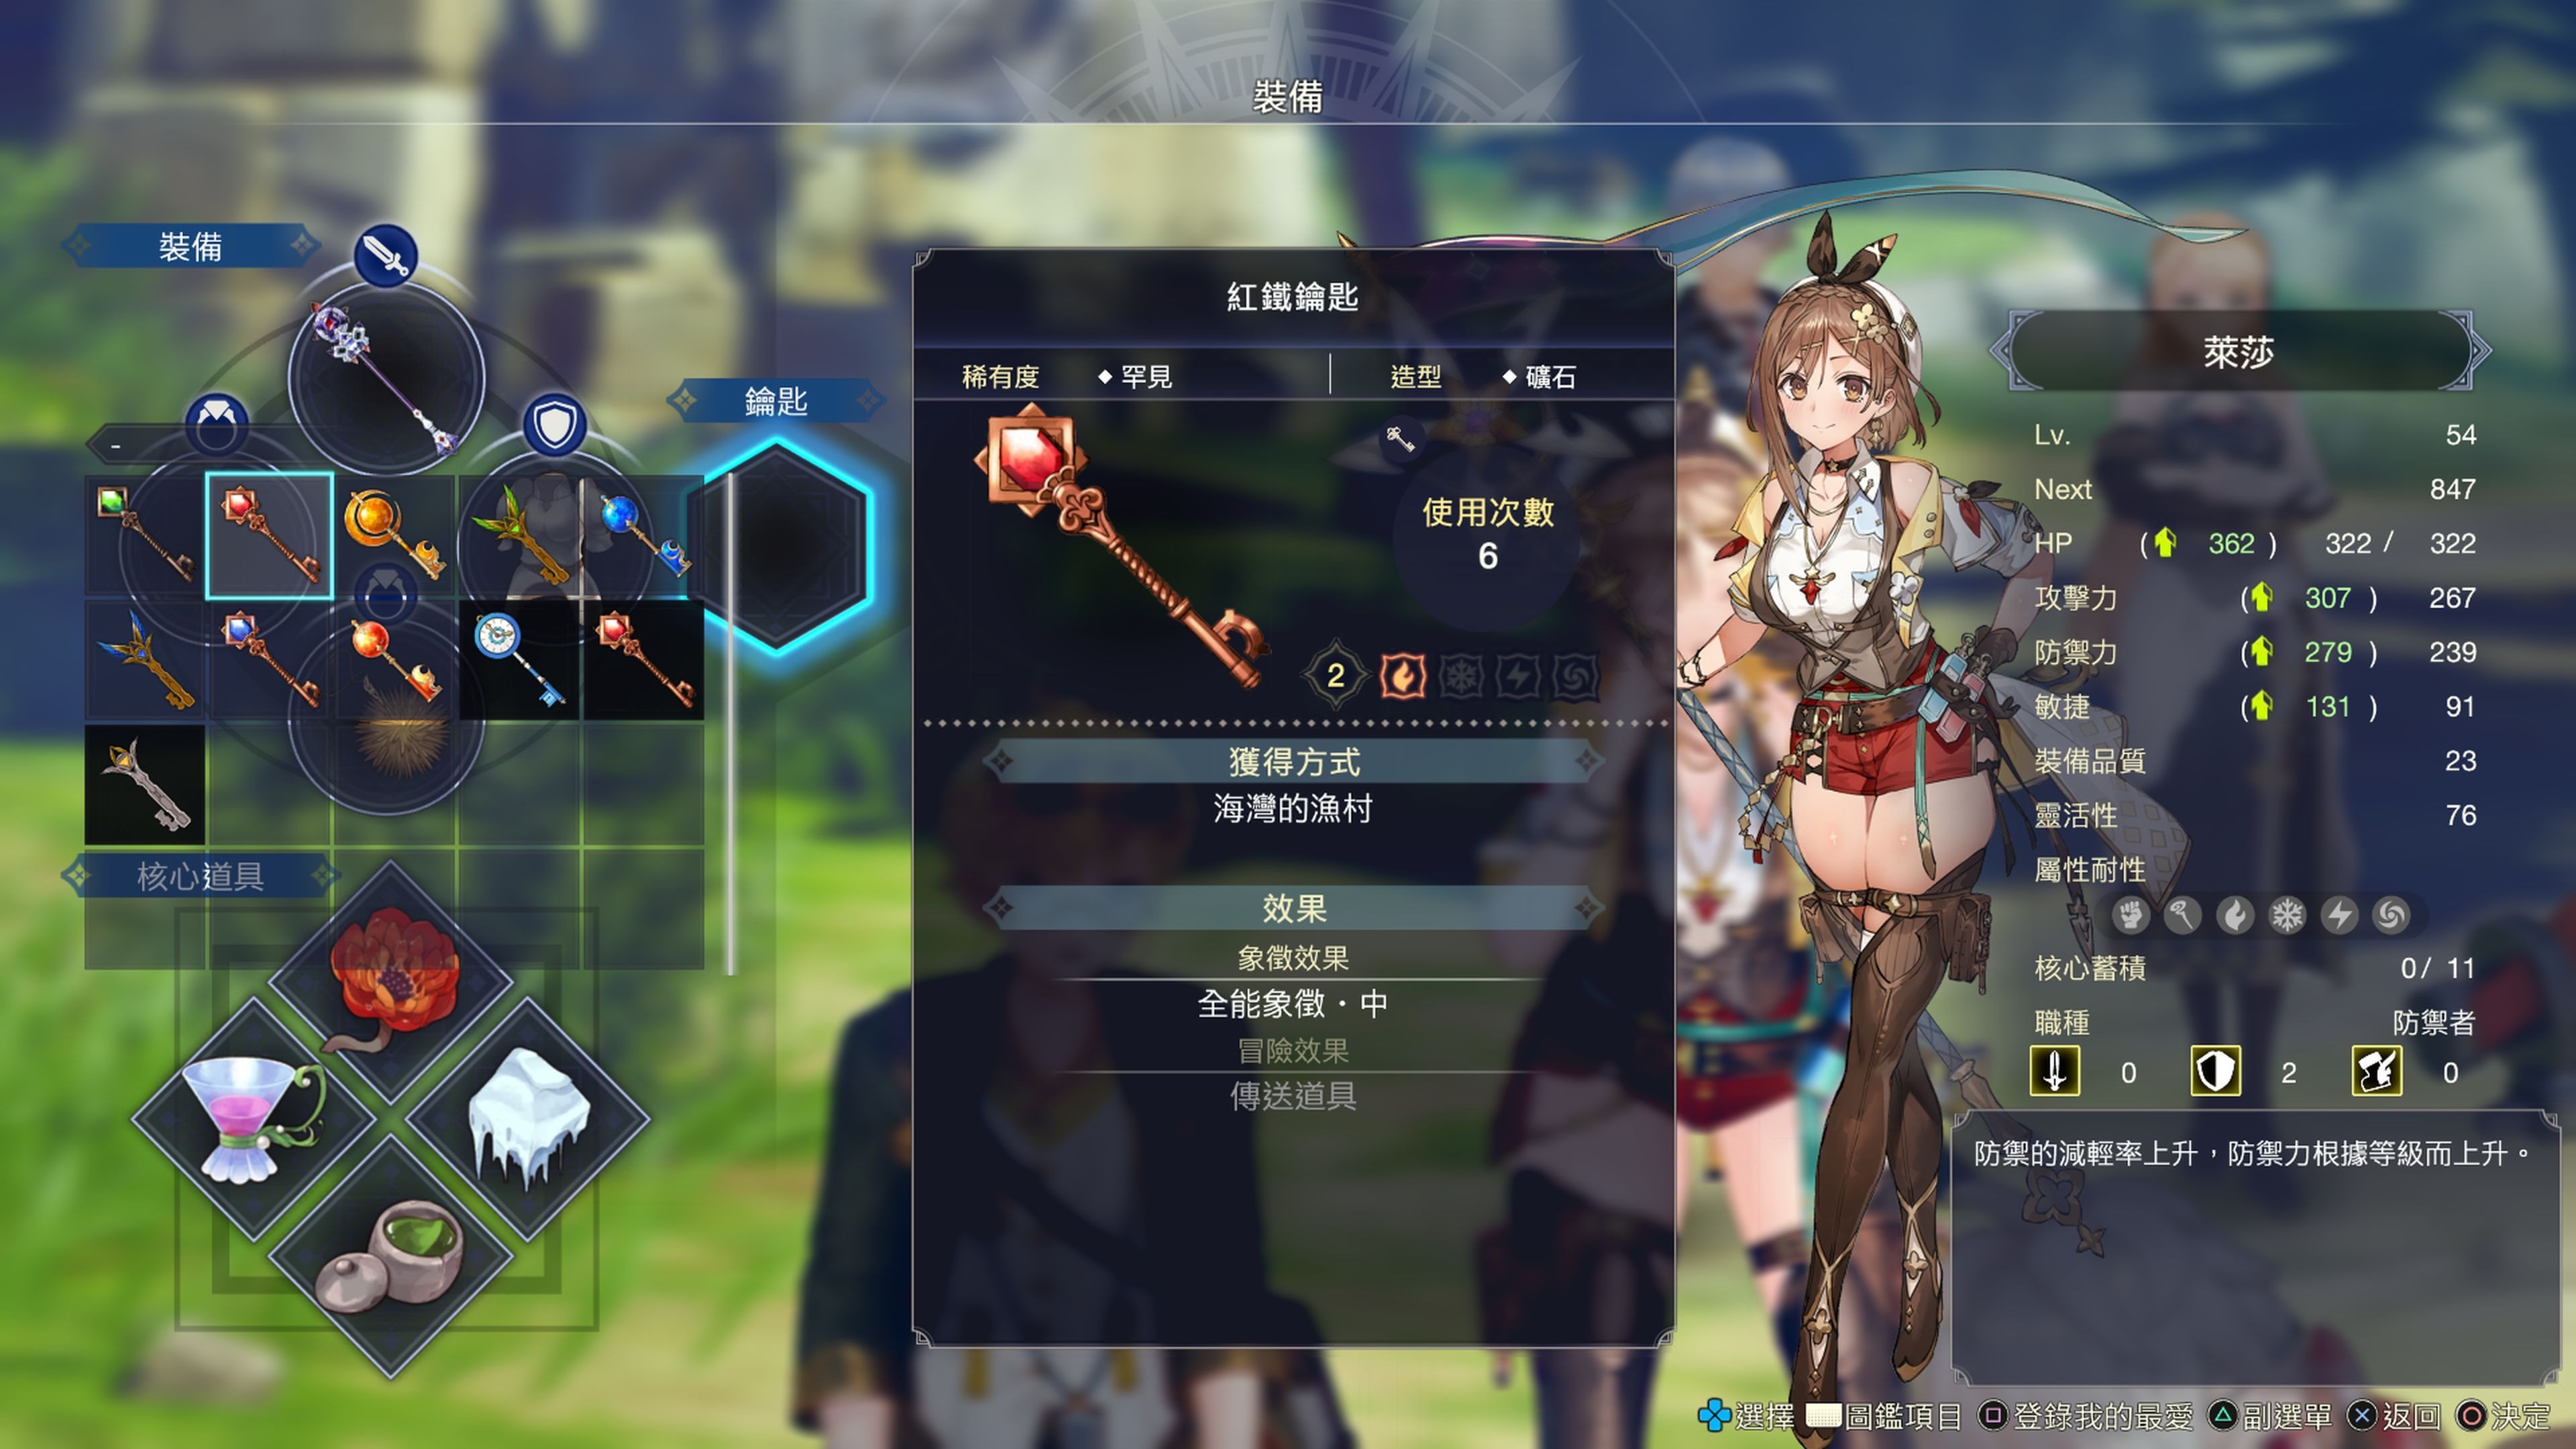 裝備
裝備
鑰匙
-
核心道具
紅鐵鑰匙
稀有度 ◆ 罕見 造型 ◆ 礦石
使用次數
6
2
獲得方式
海灣的漁村
效果
象徵效果
全能象徵・中
冒險效果
傳送道具
萊莎
Lv. 54
Next 847
HP ( 362 ) 322 / 322
攻擊力 ( 307 ) 267
防禦力 ( 279 ) 239
敏捷 ( 131 ) 91
裝備品質 23
靈活性 76
屬性耐性
核心蓄積 0 / 11
職種 防禦者
0 2 0
防禦的減輕率上升，防禦力根據等級而上升。
選擇 圖鑑項目 登錄我的最愛 副選單 返回 決定